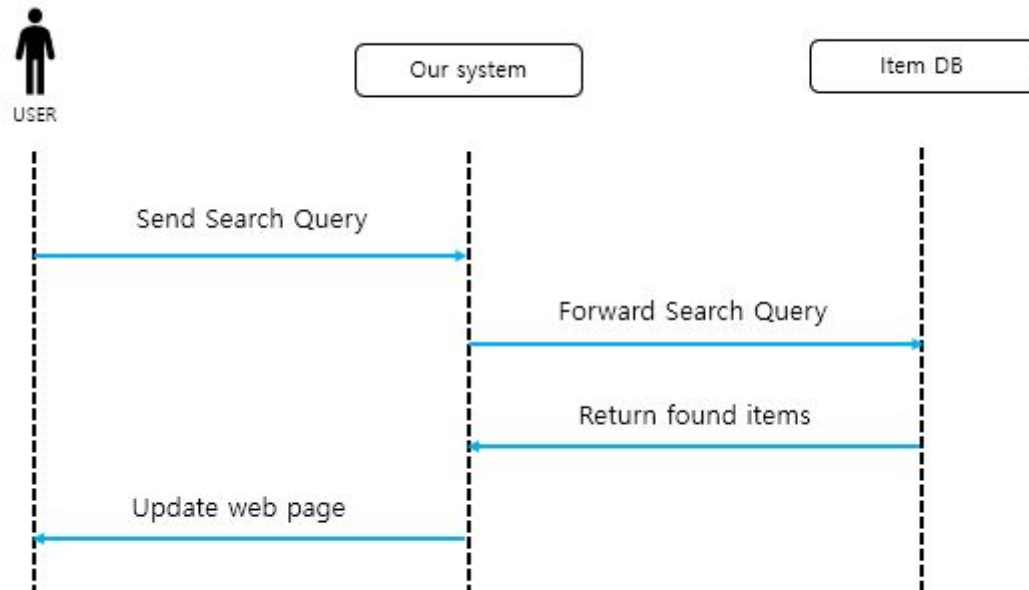 USER
Our system
Item DB
Send Search Query
Forward Search Query
Return found items
Update web page